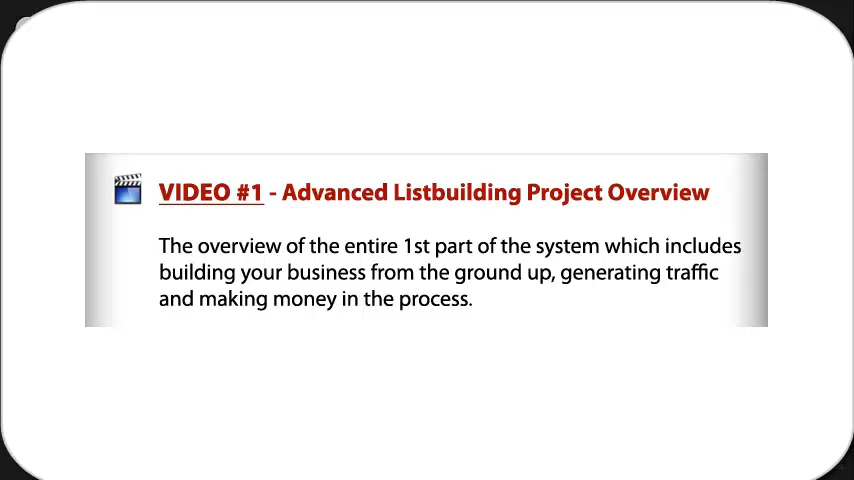 VIDEO #1 - Advanced Listbuilding Project Overview
The overview of the entire 1st part of the system which includes
building your business from the ground up, generating traffic
and making money in the process.